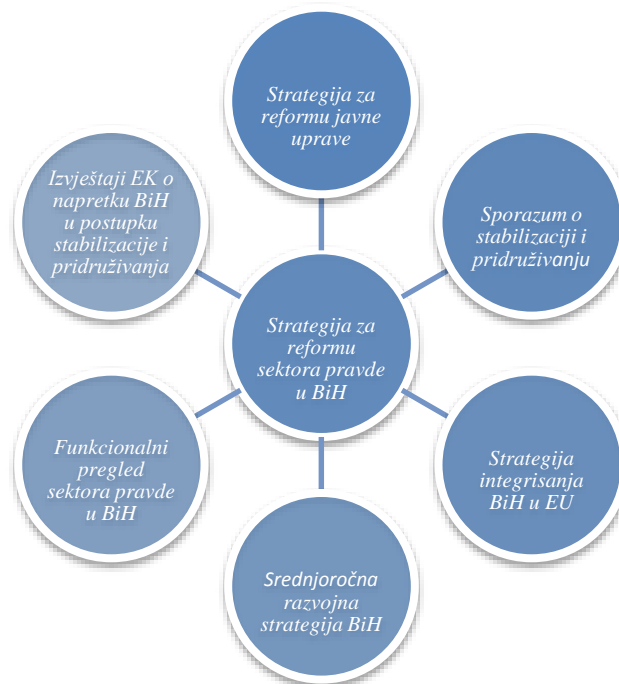 Strategija za
reformu javne
uprave
Izvještaji EK o
napretku BiH
u postupku
stabilizacije i
pridruživanja
Sporazum o
stabilizaciji i
pridruživanju
Strategija za
reformu
sektora pravde
u BiH
Funkcionalni
pregled
sektora pravde
u BiH
Strategija
integrisanja
BiH u EU
Srednjoročna
razvojna
strategija BiH